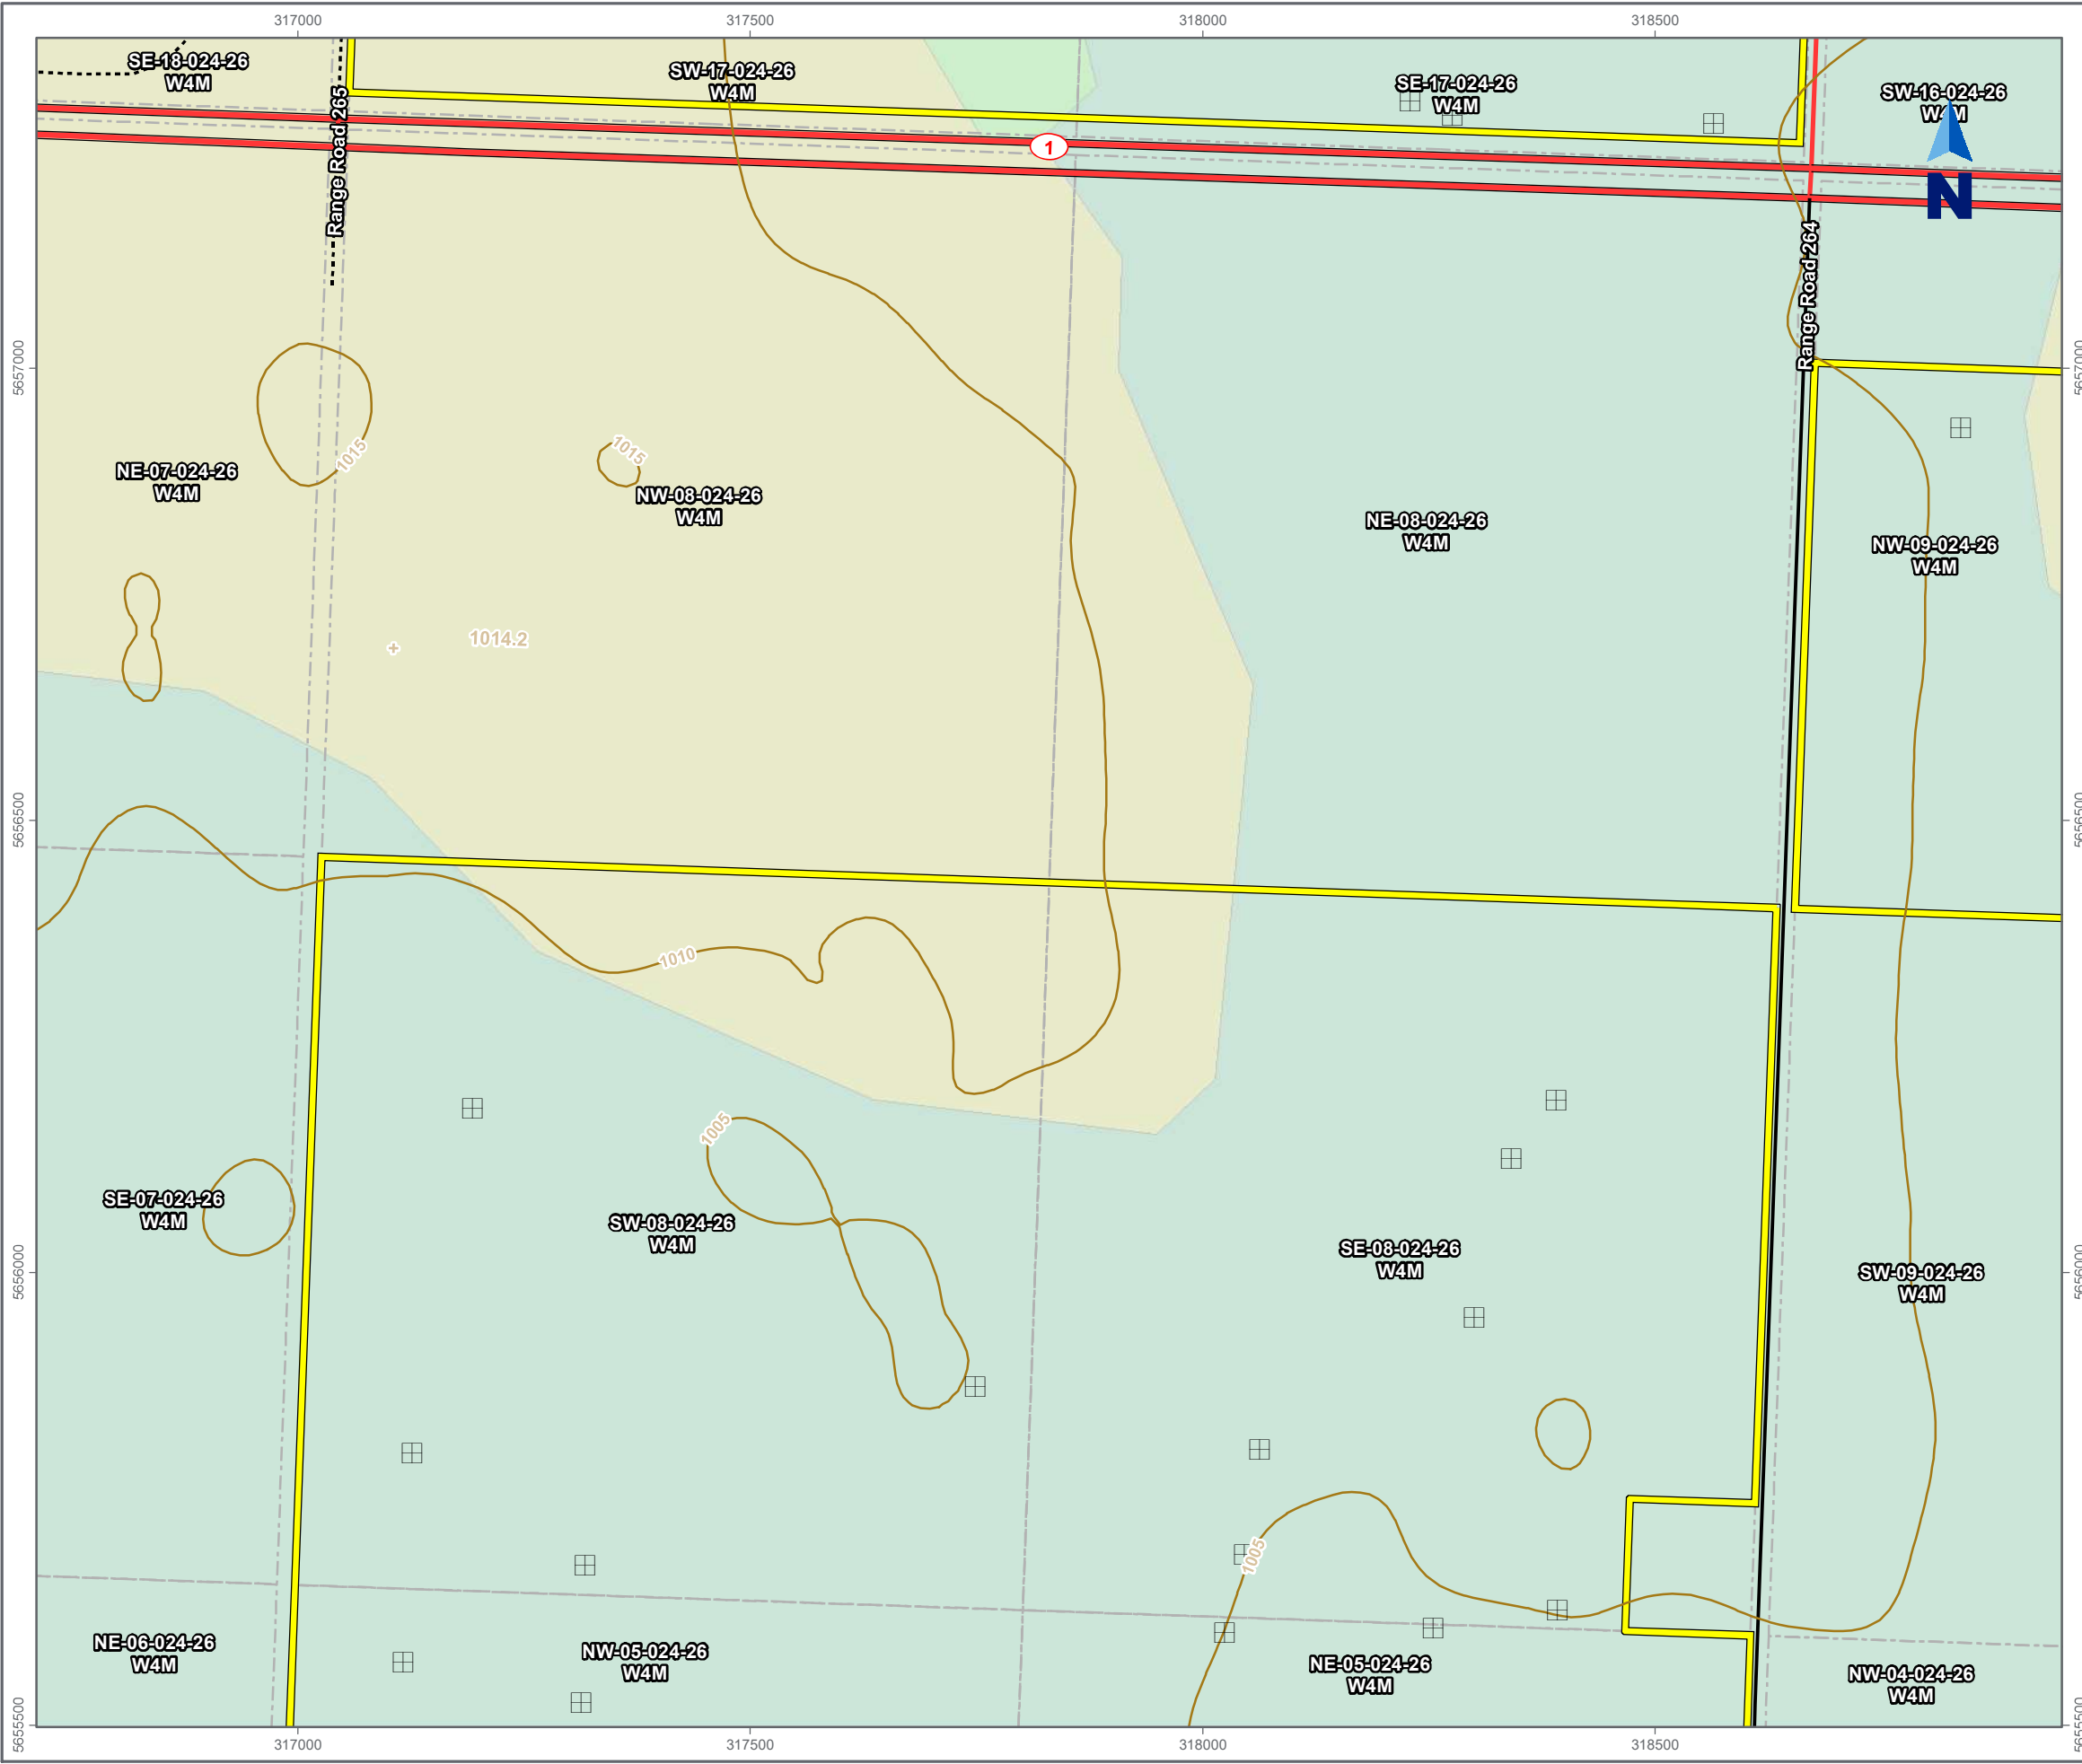 317000
317500
318000
318500
SE-18-024-26
W4M
SW-17-024-26
W4M
SE-17-024-26
W4M
SW-16-024-26
W4M
Range Road 265
1
N
Range Road 264
5657000
5657000
1015
1015
NE-07-024-26
W4M
NW-08-024-26
W4M
NE-08-024-26
W4M
NW-09-024-26
W4M
1014.2
5656500
5656500
1010
1005
SE-07-024-26
W4M
SW-08-024-26
W4M
SE-08-024-26
W4M
SW-09-024-26
W4M
5656000
5656000
1005
NE-06-024-26
W4M
NW-05-024-26
W4M
NE-05-024-26
W4M
NW-04-024-26
W4M
5655500
5655500
317000
317500
318000
318500